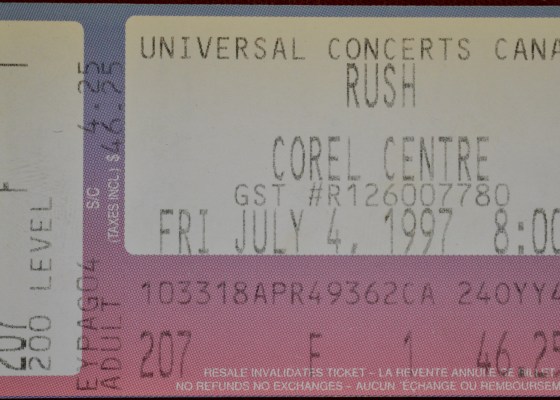 UNIVERSAL CONCERTS CANA
RUSH
COREL CENTRE
GST #R126007780
FRI JULY 4, 1997 8:00
103318APR49362CA 240YY4
207 F 1 46.25
RESALE INVALIDATES TICKET – LA REVENTE ANNULE CE BILLET
NO REFUNDS NO EXCHANGES – AUCUN ÉCHANGE OU REMBOURSEM
S/C 4.25
(TAXES INCL.) $46.25
EYPAG04
ADULT
200 LEVEL
207 F 1